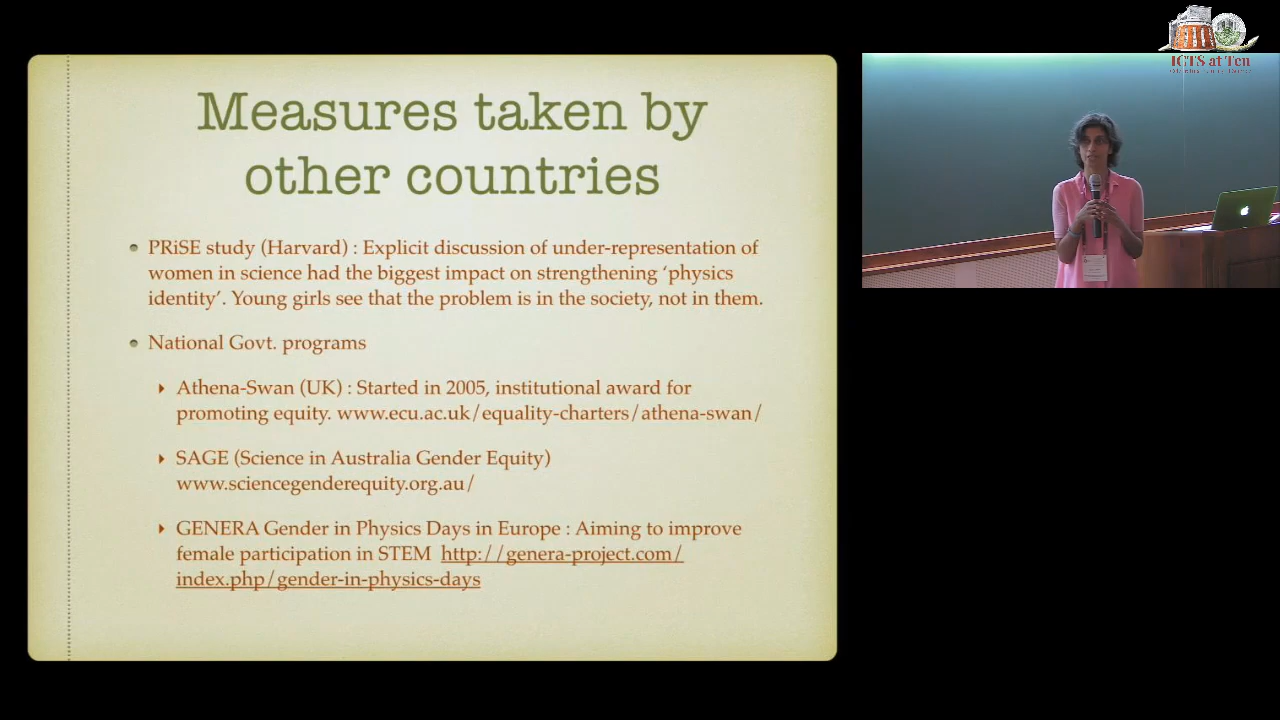 ICTS at Ten
Measures taken by
other countries
• PRiSE study (Harvard) : Explicit discussion of under-representation of
women in science had the biggest impact on strengthening ‘physics
identity’. Young girls see that the problem is in the society, not in them.
• National Govt. programs
‣ Athena-Swan (UK) : Started in 2005, institutional award for
promoting equity. www.ecu.ac.uk/equality-charters/athena-swan/
‣ SAGE (Science in Australia Gender Equity)
www.sciencegenderequity.org.au/
‣ GENERA Gender in Physics Days in Europe : Aiming to improve
female participation in STEM http://genera-project.com/
index.php/gender-in-physics-days